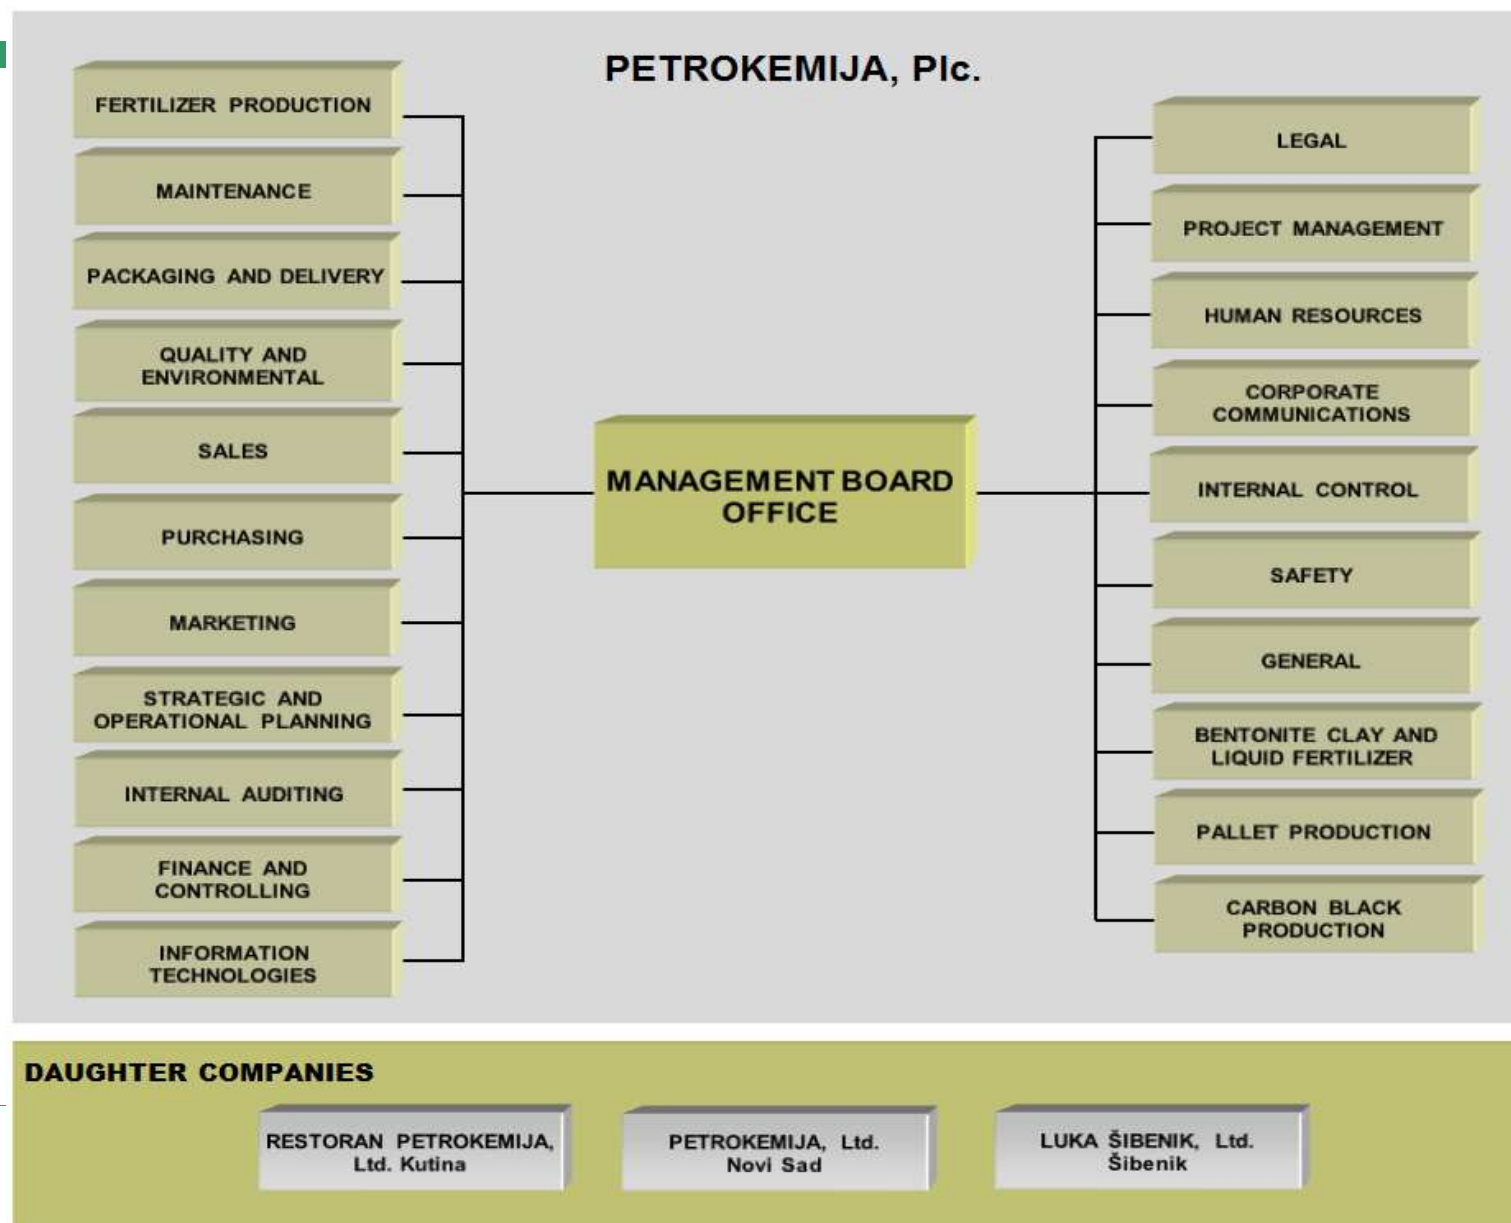 PETROKEMIJA, Plc.
FERTILIZER PRODUCTION
MAINTENANCE
PACKAGING AND DELIVERY
QUALITY AND
ENVIRONMENTAL
SALES
PURCHASING
MARKETING
STRATEGIC AND
OPERATIONAL PLANNING
INTERNAL AUDITING
FINANCE AND
CONTROLLING
INFORMATION
TECHNOLOGIES
MANAGEMENT BOARD
OFFICE
LEGAL
PROJECT MANAGEMENT
HUMAN RESOURCES
CORPORATE
COMMUNICATIONS
INTERNAL CONTROL
SAFETY
GENERAL
BENTONITE CLAY AND
LIQUID FERTILIZER
PALLET PRODUCTION
CARBON BLACK
PRODUCTION
DAUGHTER COMPANIES
RESTORAN PETROKEMIJA,
Ltd. Kutina
PETROKEMIJA, Ltd.
Novi Sad
LUKA ŠIBENIK, Ltd.
Šibenik